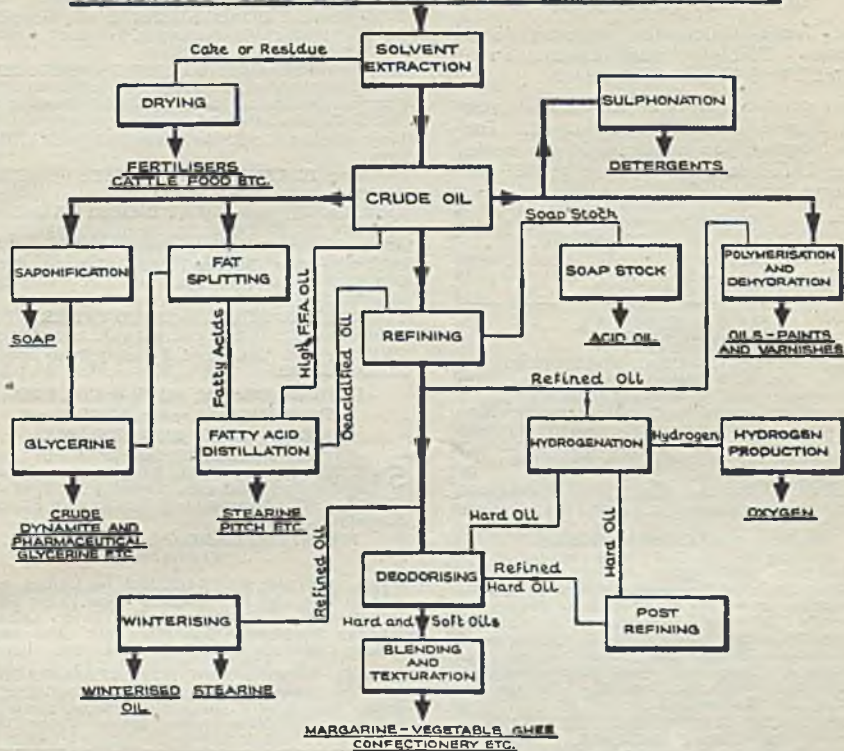 Cake or Residue
SOLVENT
EXTRACTION
DRYING
SULPHONATION
FERTILISERS
CATTLE FOOD ETC.
DETERGENTS
CRUDE OIL
Soap Stock
SAPONIFICATION
FAT
SPLITTING
High FFA Oil
SOAP STOCK
POLYMERISATION
AND
DEHYDRATION
SOAP
Fatty Acids
Deacidified Oil
REFINING
ACID OIL
OILS-PAINTS
AND VARNISHES
Refined Oil
GLYCERINE
FATTY ACID
DISTILLATION
HYDROGENATION
Hydrogen
HYDROGEN
PRODUCTION
CRUDE
DYNAMITE AND
PHARMACEUTICAL
GLYCERINE ETC
STEARINE
PITCH ETC
Hard Oil
Hard Oil
OXYGEN
Refined Oil
DEODORISING
Refined
Hard Oil
WINTERISING
Hard and Soft Oils
POST
REFINING
BLENDING
AND
TEXTURATION
WINTERISED
OIL
STEARINE
MARGARINE-VEGETABLE GHEE
CONFECTIONERY ETC.